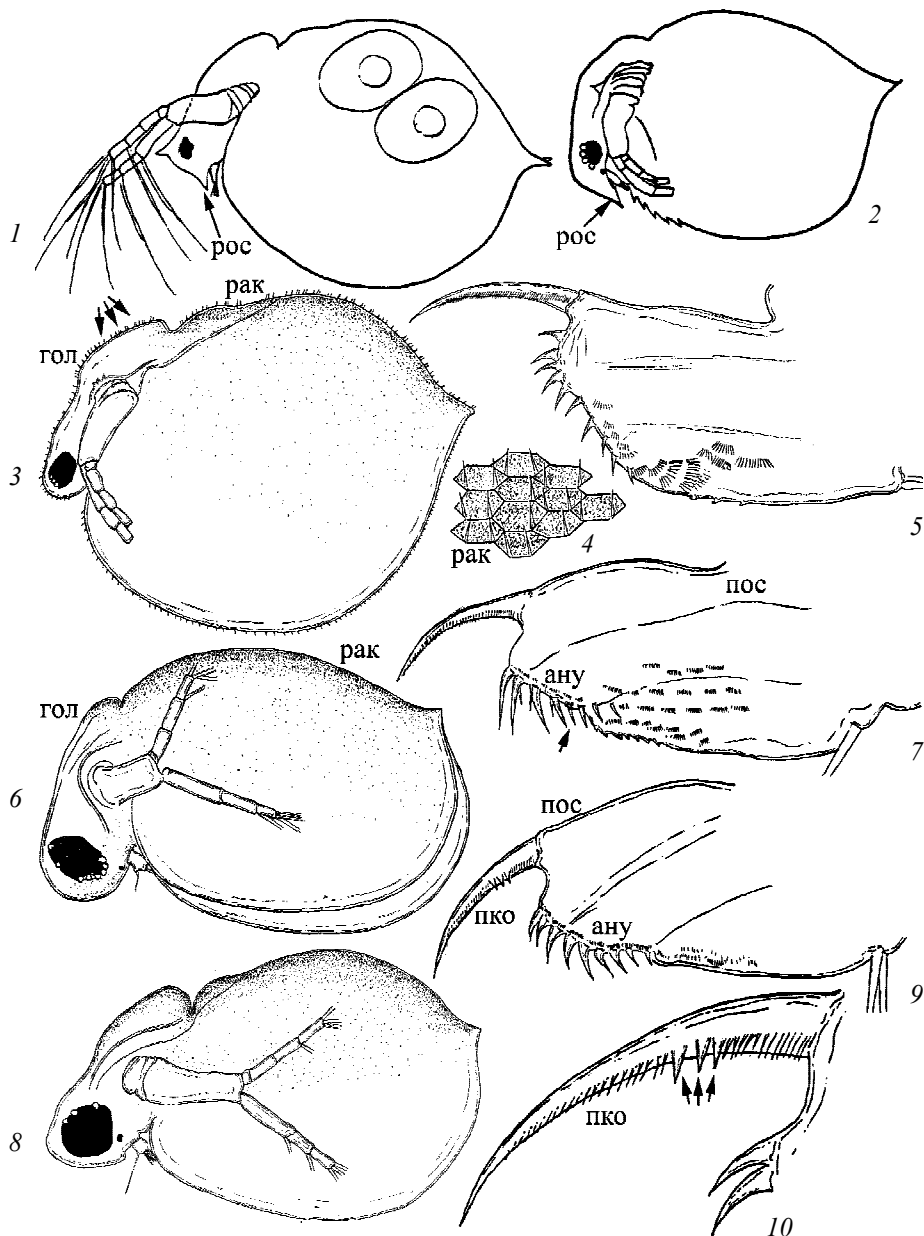 1
рос
2
рос
рак
гол
3
рак
4
5
рак
гол
6
пос
ану
7
пос
пко
ану
9
8
пко
10